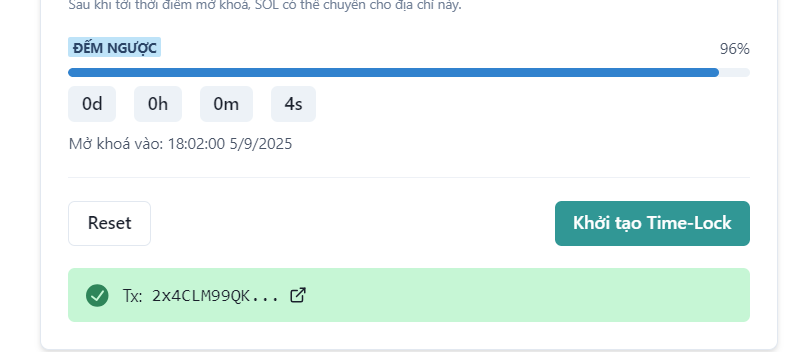 Sau khi tới thời điểm mở khoá, SOL có thể chuyển cho địa chỉ này.
ĐẾM NGƯỢC
96%
0d 0h 0m 4s
Mở khoá vào: 18:02:00 5/9/2025
Reset
Khởi tạo Time-Lock
Tx: 2x4CLM99QK...